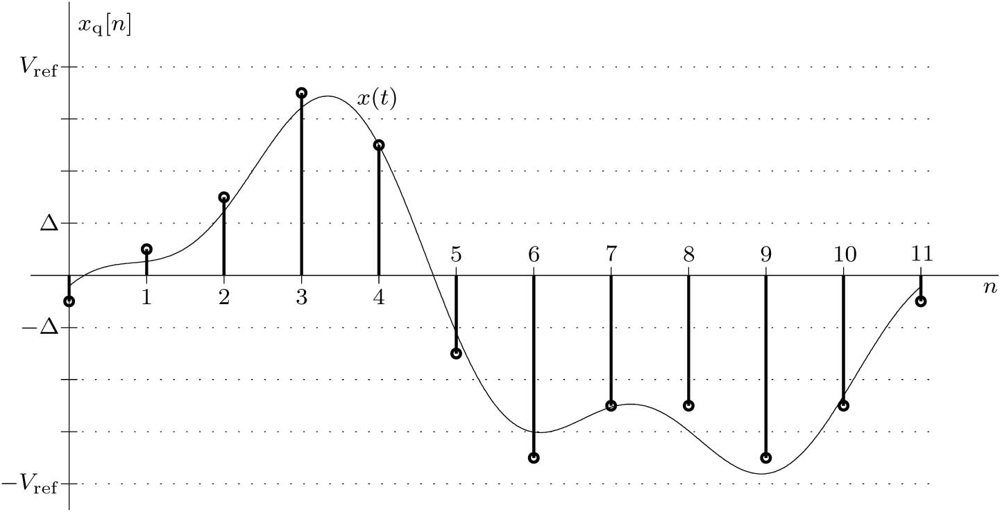 x_q[n]
V_ref
x(t)
Δ
5 6 7 8 9 10 11
1 2 3 4
n
−Δ
−V_ref